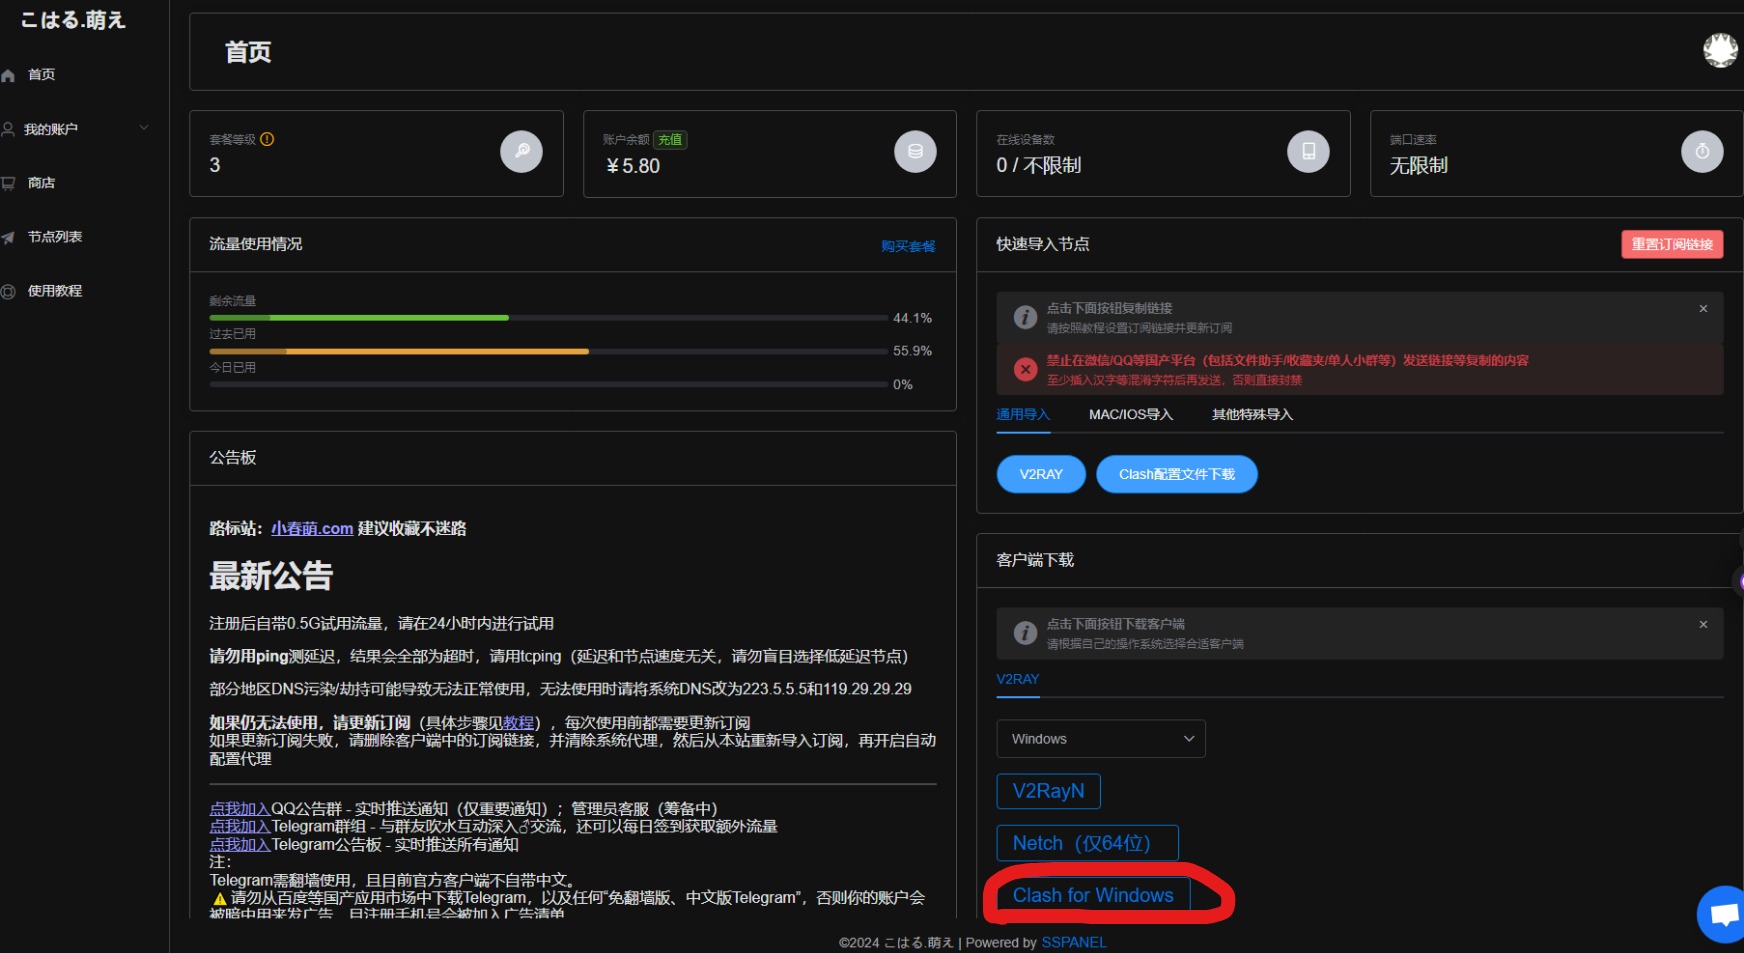 こはる.萌え
首页
我的账户
商店
节点列表
使用教程
首页
套餐等级
3
账户余额 充值
¥5.80
在线设备数
0 / 不限制
端口速率
无限制
流量使用情况
购买套餐
剩余流量
44.1%
过去已用
55.9%
今日已用
0%
公告板
路标站：小春萌.com 建议收藏不迷路
最新公告
注册后自带0.5G试用流量，请在24小时内进行试用
请勿用ping测延迟，结果会全部为超时，请用tcping（延迟和节点速度无关，请勿盲目选择低延迟节点）
部分地区DNS污染/劫持可能导致无法正常使用，无法使用时请将系统DNS改为223.5.5.5和119.29.29.29
如果仍无法使用，请更新订阅（具体步骤见教程），每次使用前都需要更新订阅
如果更新订阅失败，请删除客户端中的订阅链接，并清除系统代理，然后从本站重新导入订阅，再开启自动
配置代理
点我加入QQ公告群 - 实时推送通知（仅重要通知）；管理员客服（筹备中）
点我加入Telegram群组 - 与群友吹水互动深入♂交流，还可以每日签到获取额外流量
点我加入Telegram公告板 - 实时推送所有通知
注：
Telegram需翻墙使用，且目前官方客户端不自带中文。
⚠️请勿从百度等国产应用市场中下载Telegram，以及任何“免翻墙版、中文版Telegram”，否则你的账户会
被暗中用来发广告，且注册手机号会被加入广告清单
快速导入节点
重置订阅链接
点击下面按钮复制链接
请按照教程设置订阅链接并更新订阅
禁止在微信/QQ等国产平台（包括文件助手/收藏夹/单人小群等）发送链接等复制的内容
至少插入汉字等混淆字符后再发送，否则直接封禁
通用导入
MAC/IOS导入
其他特殊导入
V2RAY
Clash配置文件下载
客户端下载
点击下面按钮下载客户端
请根据自己的操作系统选择合适客户端
V2RAY
Windows
V2RayN
Netch（仅64位）
Clash for Windows
©2024 こはる.萌え | Powered by SSPANEL